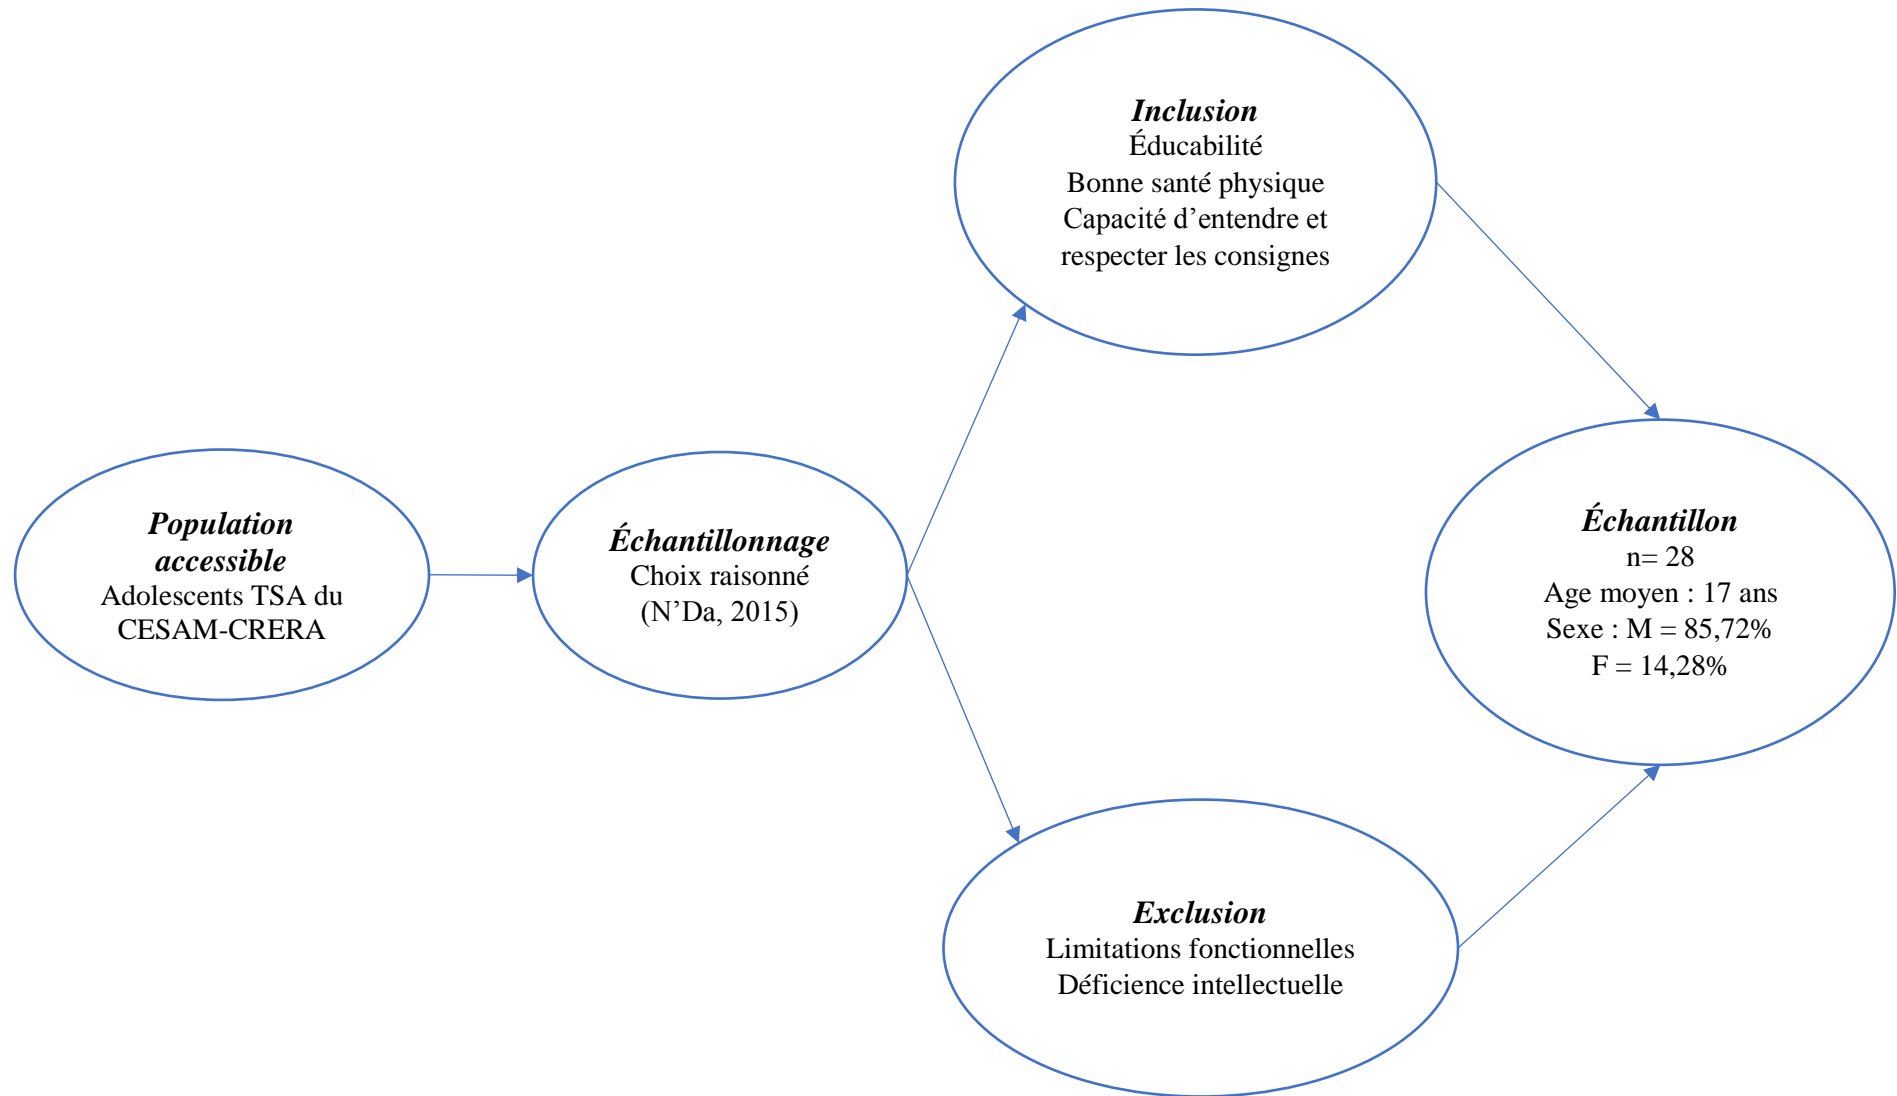 Population
accessible
Adolescents TSA du
CESAM-CRERA
Échantillonnage
Choix raisonné
(N’Da, 2015)
Inclusion
Éducabilité
Bonne santé physique
Capacité d’entendre et
respecter les consignes
Exclusion
Limitations fonctionnelles
Déficience intellectuelle
Échantillon
n= 28
Age moyen : 17 ans
Sexe : M = 85,72%
F = 14,28%